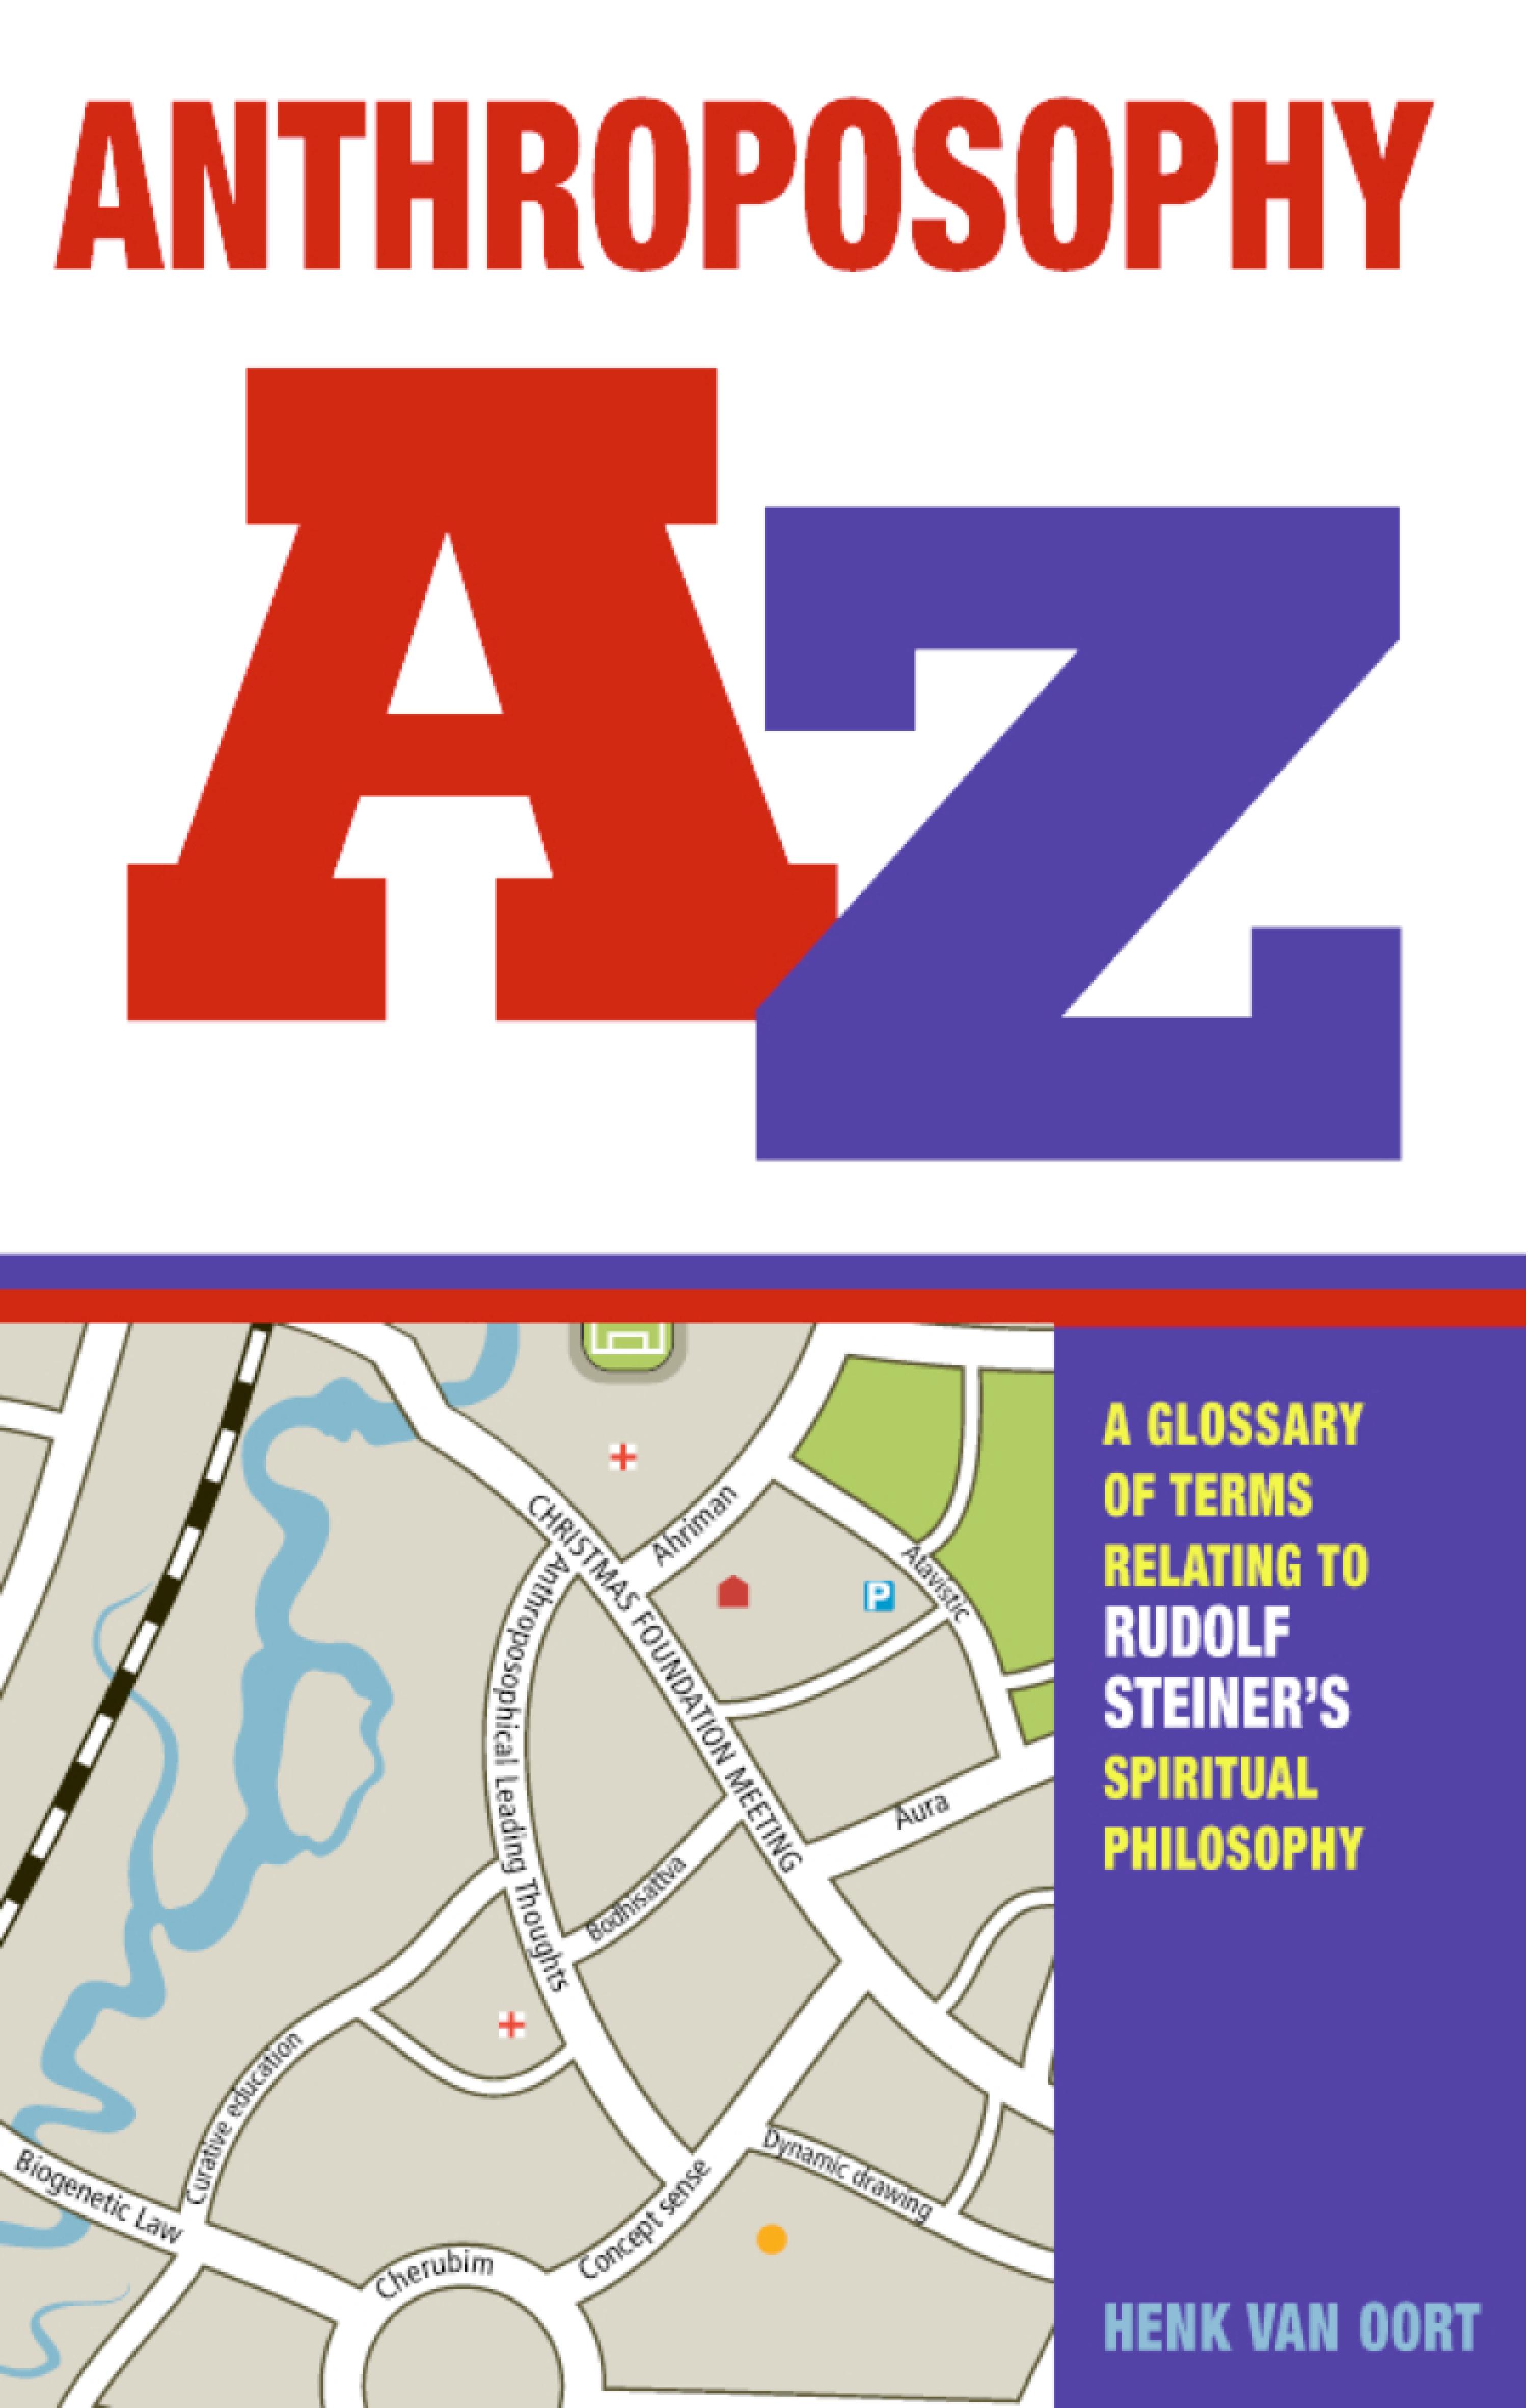 ANTHROPOSOPHY
AZ
A GLOSSARY
OF TERMS
RELATING TO
RUDOLF
STEINER'S
SPIRITUAL
PHILOSOPHY
CHRISTMAS FOUNDATION MEETING
Ahriman
Atavistic
P
Anthroposophical Leading Thoughts
Aura
Bodhisattva
Curative education
Biogenetic Law
Cherubim
Concept sense
Dynamic drawing
HENK VAN OORT